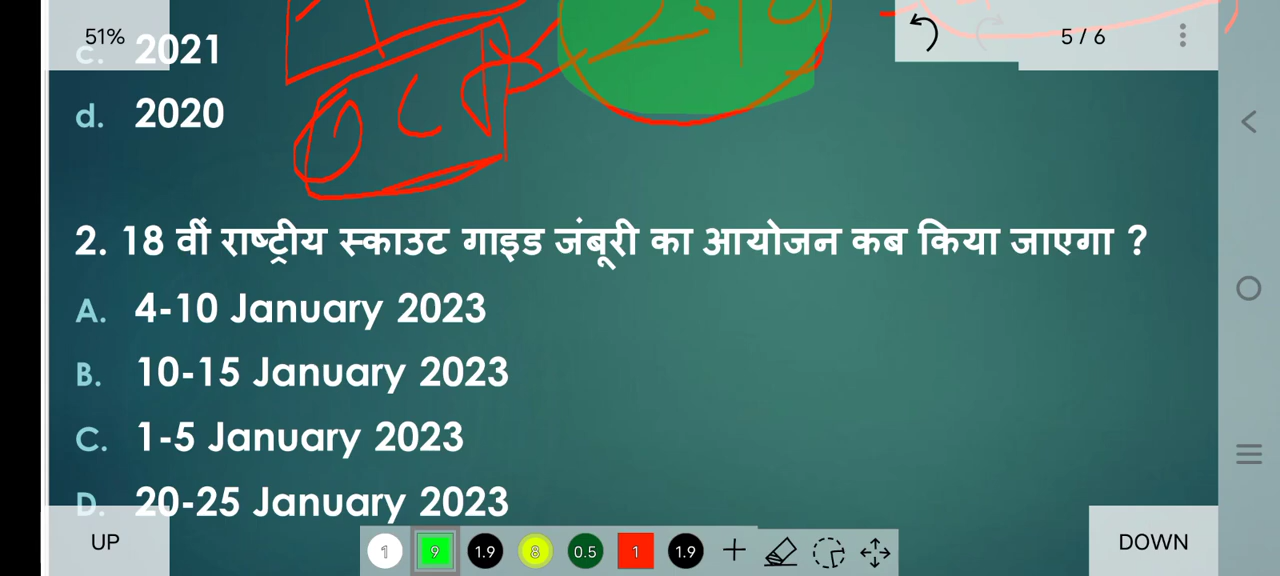 51%
5 / 6
c. 2021
d. 2020
2. 18 वीं राष्ट्रीय स्काउट गाइड जंबूरी का आयोजन कब किया जाएगा ?
A. 4-10 January 2023
B. 10-15 January 2023
C. 1-5 January 2023
D. 20-25 January 2023
UP
1 9 1.9 8 0.5 1 1.9
DOWN